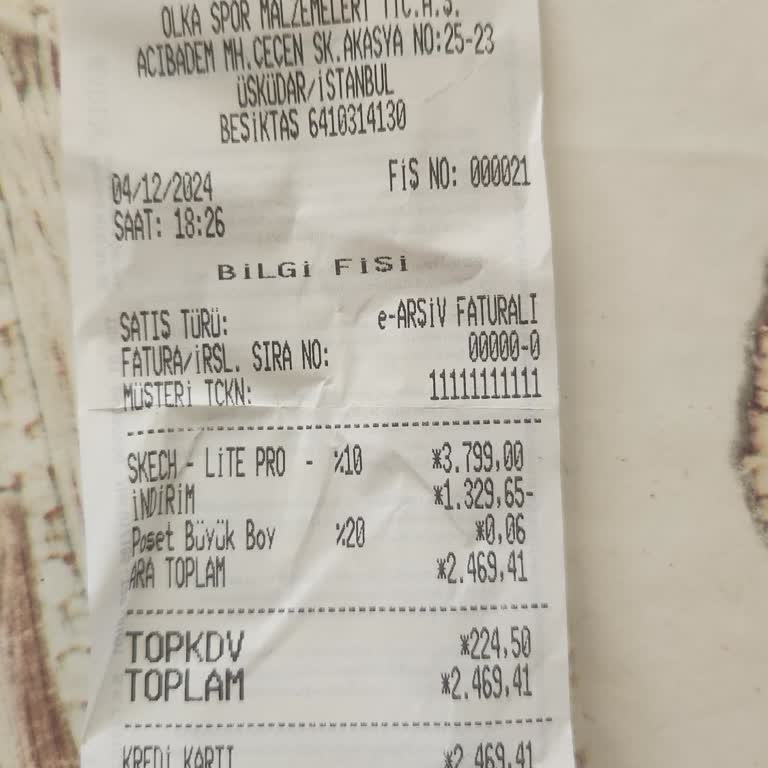 OLKA SPOR MALZEMELERİ TİC.A.Ş.
ACIBADEM MH.ÇEÇEN SK.AKASYA NO:25-23
ÜSKÜDAR/İSTANBUL
BEŞİKTAŞ 6410314130
04/12/2024 FİŞ NO: 000021
SAAT: 18:26
BİLGİ FİŞİ
SATIŞ TÜRÜ: e-ARŞİV FATURALI
FATURA/İRSL. SIRA NO: 00000-0
MÜŞTERİ TCKN: 11111111111
SKECH - LİTE PRO - %10 *3.799,00
İNDİRİM *1.329,65-
Poşet Büyük Boy %20 *0,06
ARA TOPLAM *2.469,41
TOPKDV *224,50
TOPLAM *2.469,41
KREDİ KARTI *2.469,41